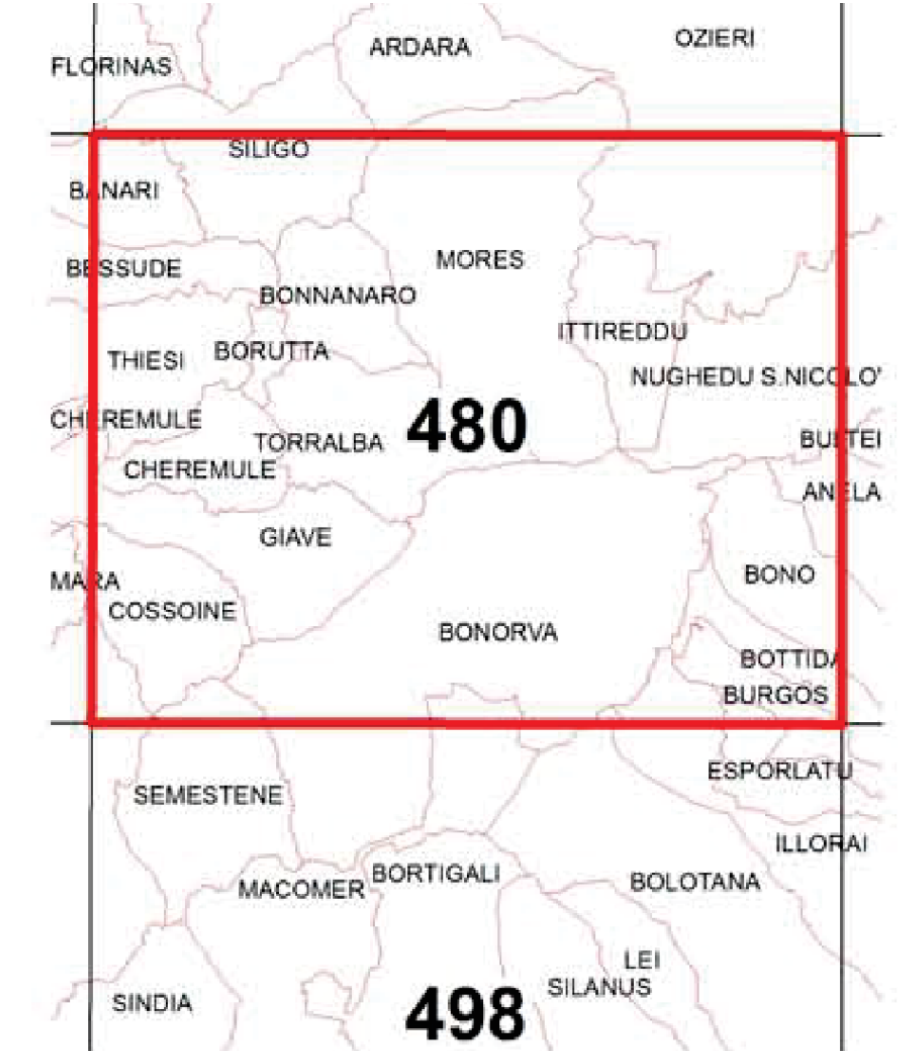 OZIERI
ARDARA
FLORINAS
SILIGO
BANARI
MORES
BESSUDE
BONNANARO
ITTIREDDU
BORUTTA
THIESI
NUGHEDU S.NICOLO'
CHEREMULE
480
BULTEI
TORRALBA
CHEREMULE
ANELA
GIAVE
BONO
MARA
COSSOINE
BONORVA
BOTTIDA
BURGOS
ESPORLATU
SEMESTENE
ILLORAI
BORTIGALI
BOLOTANA
MACOMER
LEI
SILANUS
SINDIA
498